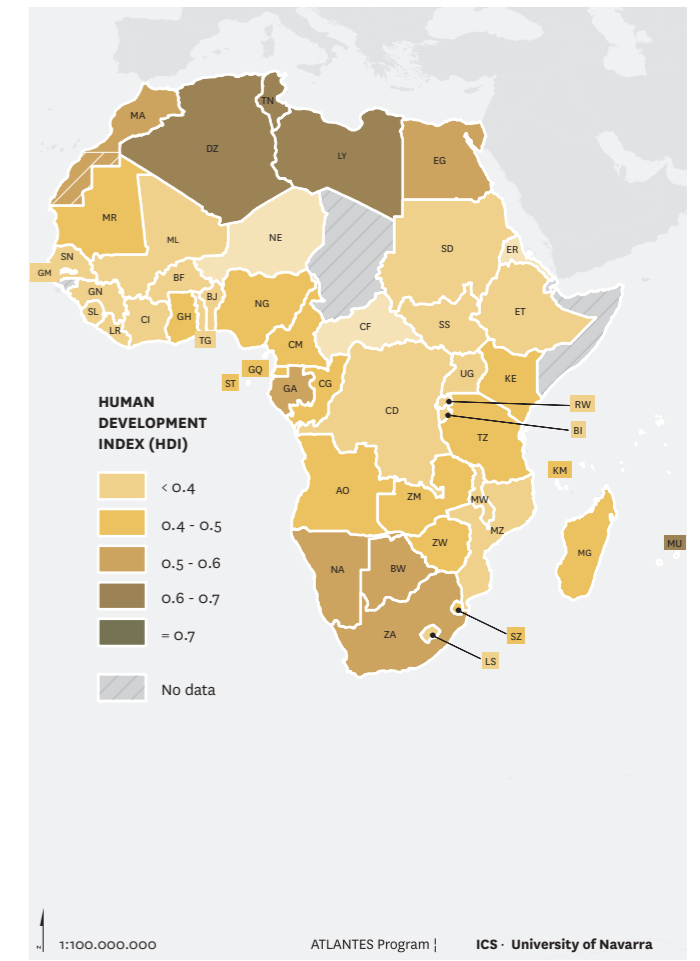 TN
MA
DZ
LY
EG
MR
ML
NE
SD
ER
SN
GM
BF
GN
BJ
NG
ET
SL
CI
GH
LR
CF
SS
TG
CM
GQ
UG
KE
ST
GA
CG
RW
CD
BI
TZ
KM
AO
ZM
MW
MZ
ZW
MG
MU
NA
BW
ZA
SZ
LS
HUMAN
DEVELOPMENT
INDEX (HDI)
< 0.4
0.4 - 0.5
0.5 - 0.6
0.6 - 0.7
= 0.7
No data
N
1:100.000.000
ATLANTES Program ¦
ICS · University of Navarra